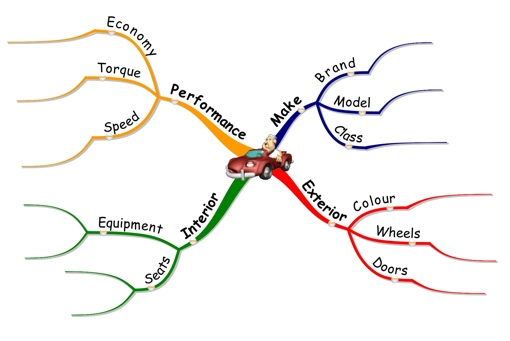 Economy
Torque
Speed
Performance
Make
Brand
Model
Class
Interior
Equipment
Seats
Exterior
Colour
Wheels
Doors